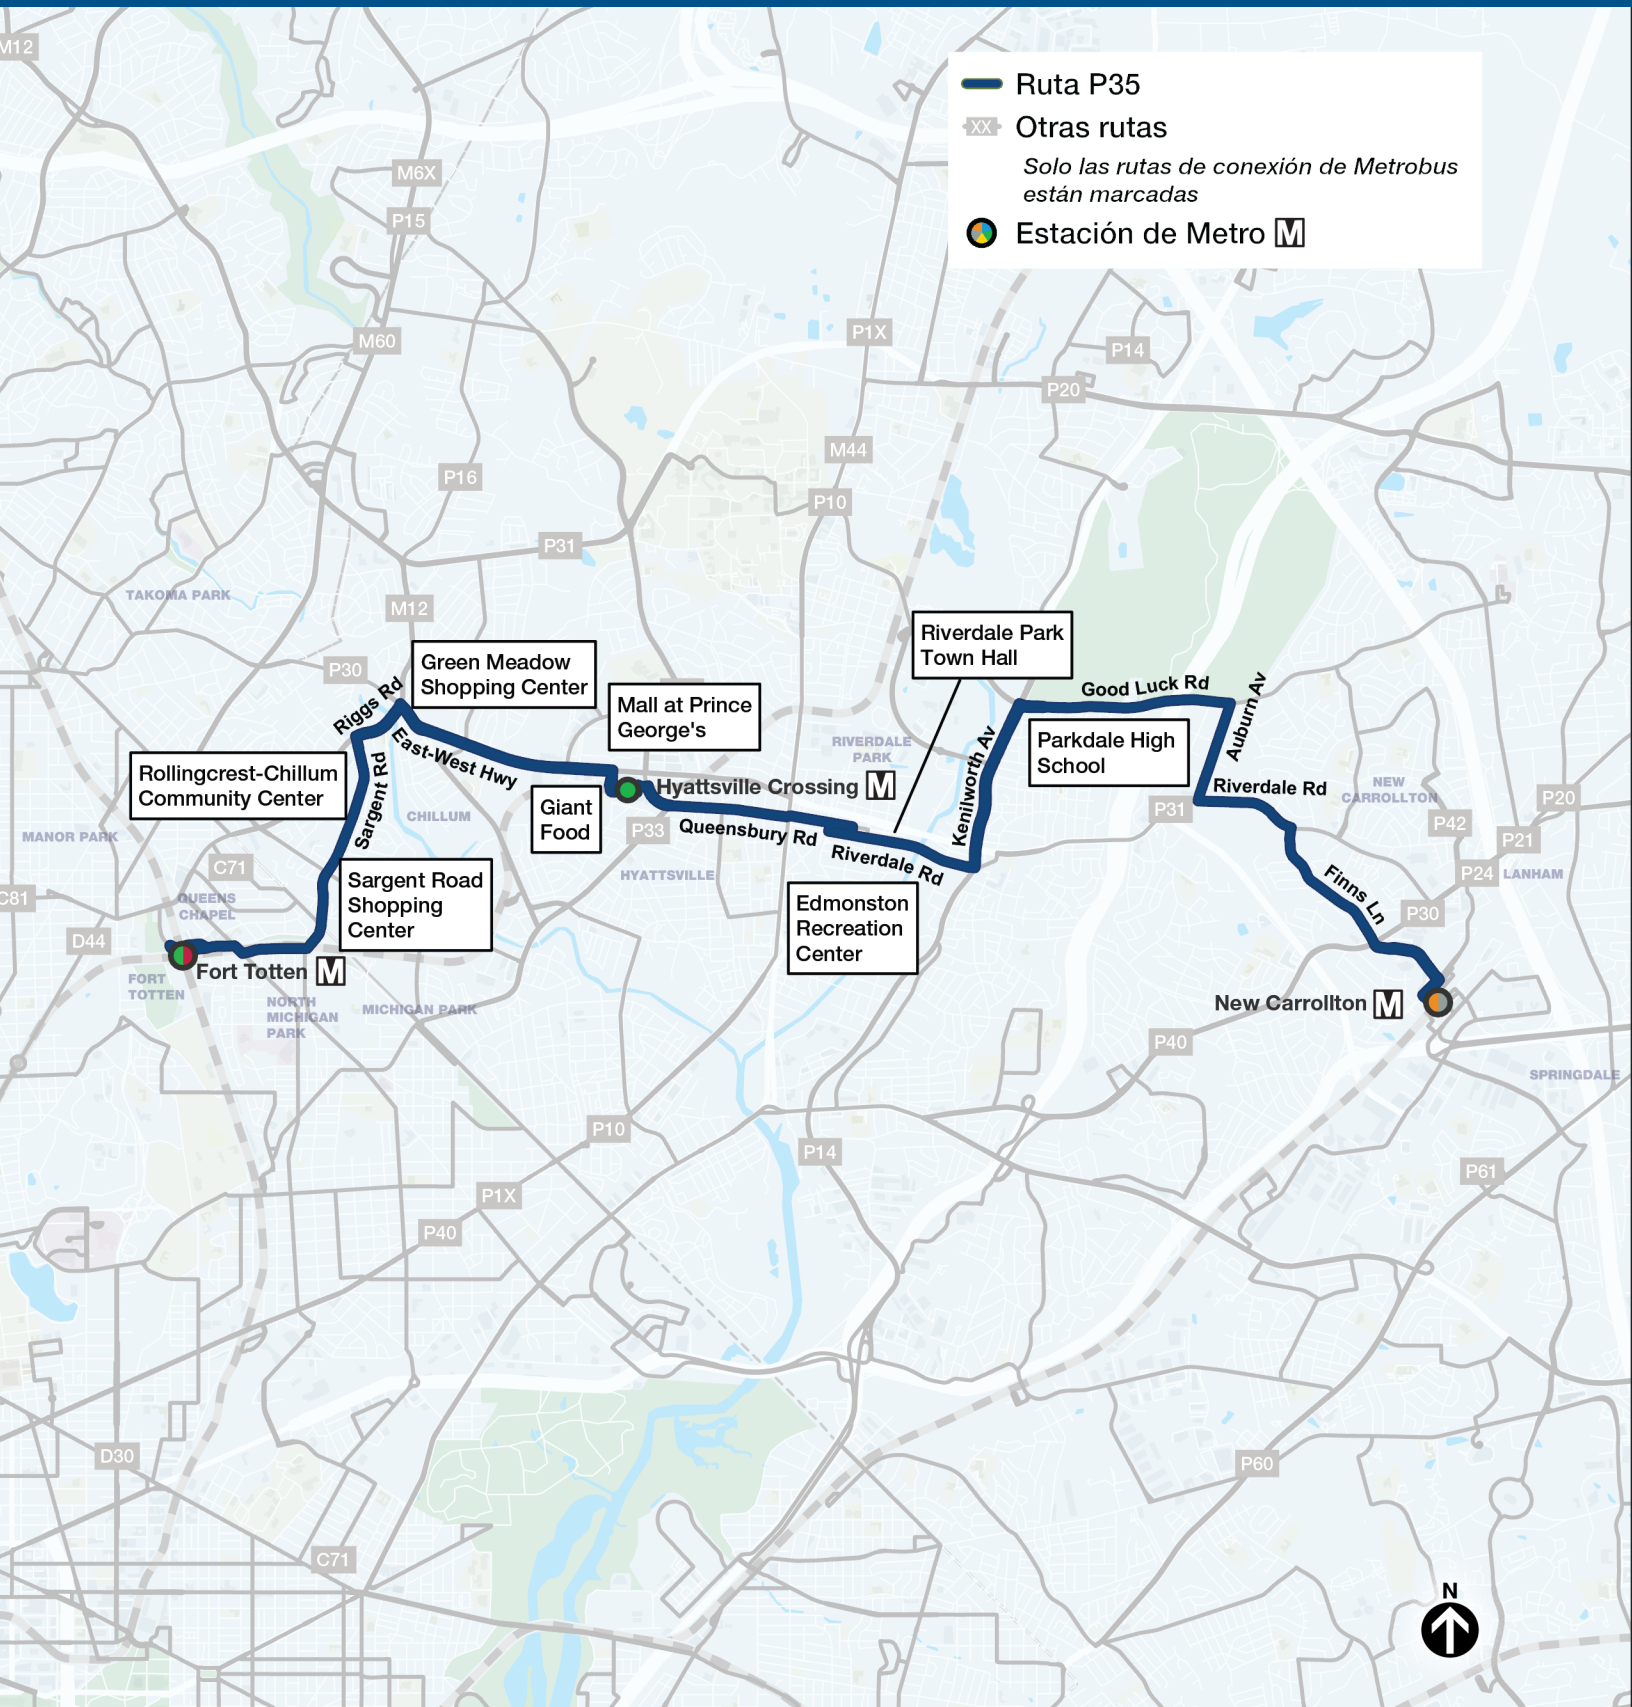 M12
Ruta P35
XX Otras rutas
Solo las rutas de conexión de Metrobus
están marcadas
Estación de Metro M
M6X
P15
M60
P1X
P14
P20
M44
P16
P10
P31
TAKOMA PARK
M12
Riverdale Park
Town Hall
P30
Green Meadow
Shopping Center
Riggs Rd
Mall at Prince
George's
Good Luck Rd
Auburn Av
East-West Hwy
Sargent Rd
Rollingcrest-Chillum
Community Center
RIVERDALE
PARK
Kenilworth Av
Parkdale High
School
Hyattsville Crossing M
Riverdale Rd
NEW
CARROLLTON
P20
Giant
Food
CHILLUM
P33
Queensbury Rd
Riverdale Rd
P31
P42
P21
MANOR PARK
C71
HYATTSVILLE
P24
LANHAM
Sargent Road
Shopping
Center
Edmonston
Recreation
Center
Finns Ln
C81
QUEENS
CHAPEL
P30
D44
Fort Totten M
FORT
TOTTEN
NORTH
MICHIGAN
PARK
MICHIGAN PARK
New Carrollton M
P40
SPRINGDALE
P10
P14
P61
P1X
P40
D30
P60
C71
N